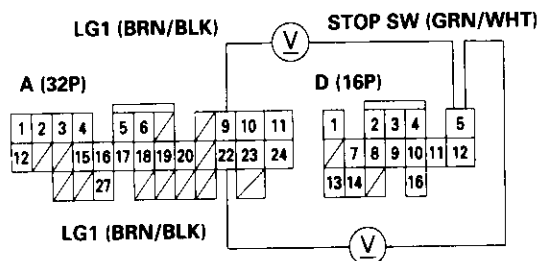 LG1 (BRN/BLK)
STOP SW (GRN/WHT)
V
A (32P)
D (16P)
1 2 3 4 5 6 9 10 11
12 15 16 17 18 19 20 22 23 24
27
1 2 3 4 5
7 8 9 10 11 12
13 14 16
LG1 (BRN/BLK)
V